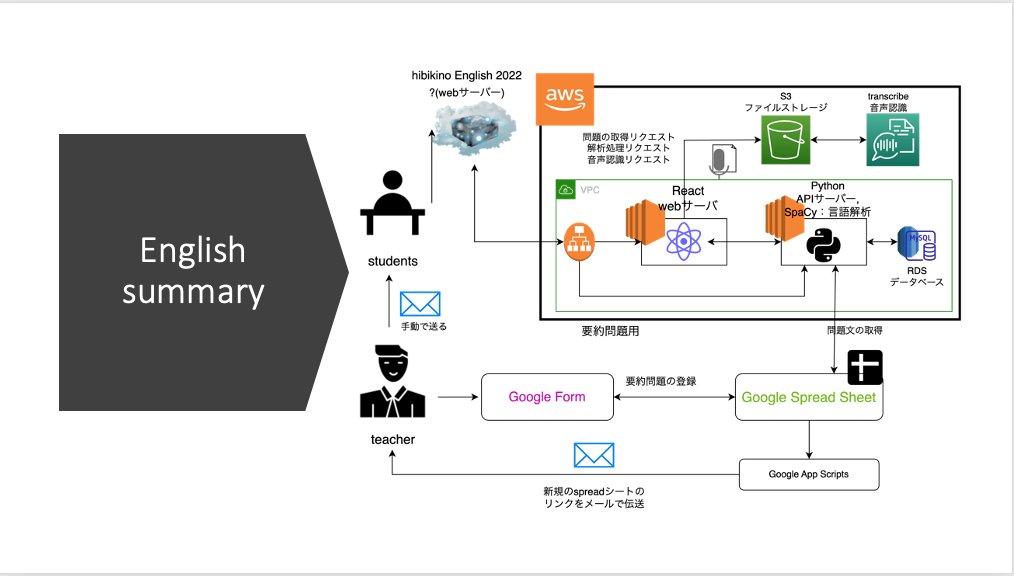 English
summary
hibikino English 2022
?(webサーバー)
aws
S3
ファイルストレージ
transcribe
音声認識
問題の取得リクエスト
解析処理リクエスト
音声認識リクエスト
VPC
React
webサーバ
Python
APIサーバー,
SpaCy：言語解析
MySQL
RDS
データベース
students
手動で送る
要約問題用
問題文の取得
teacher
Google Form
要約問題の登録
Google Spread Sheet
Google App Scripts
新規のspreadシートの
リンクをメールで伝送